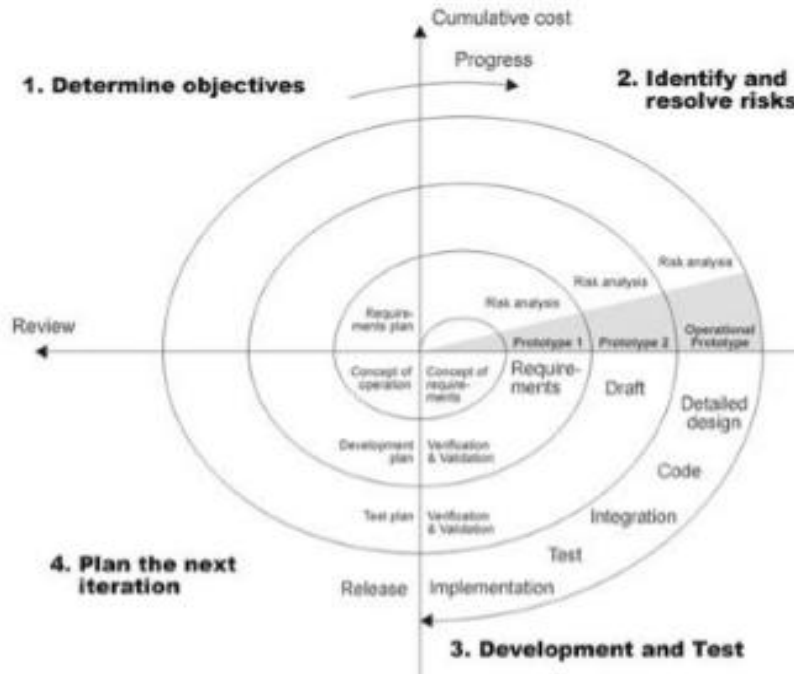 Cumulative cost
Progress
1. Determine objectives
2. Identify and
resolve risks
Risk analysis
Risk analysis
Risk analysis
Review
Require-
ments plan
Prototype 1
Prototype 2
Operational
Prototype
Concept of
operation
Concept of
require-
ments
Require-
ments
Draft
Detailed
design
Development
plan
Verification
& Validation
Code
Test plan
Verification
& Validation
Integration
Test
4. Plan the next
iteration
Release
Implementation
3. Development and Test